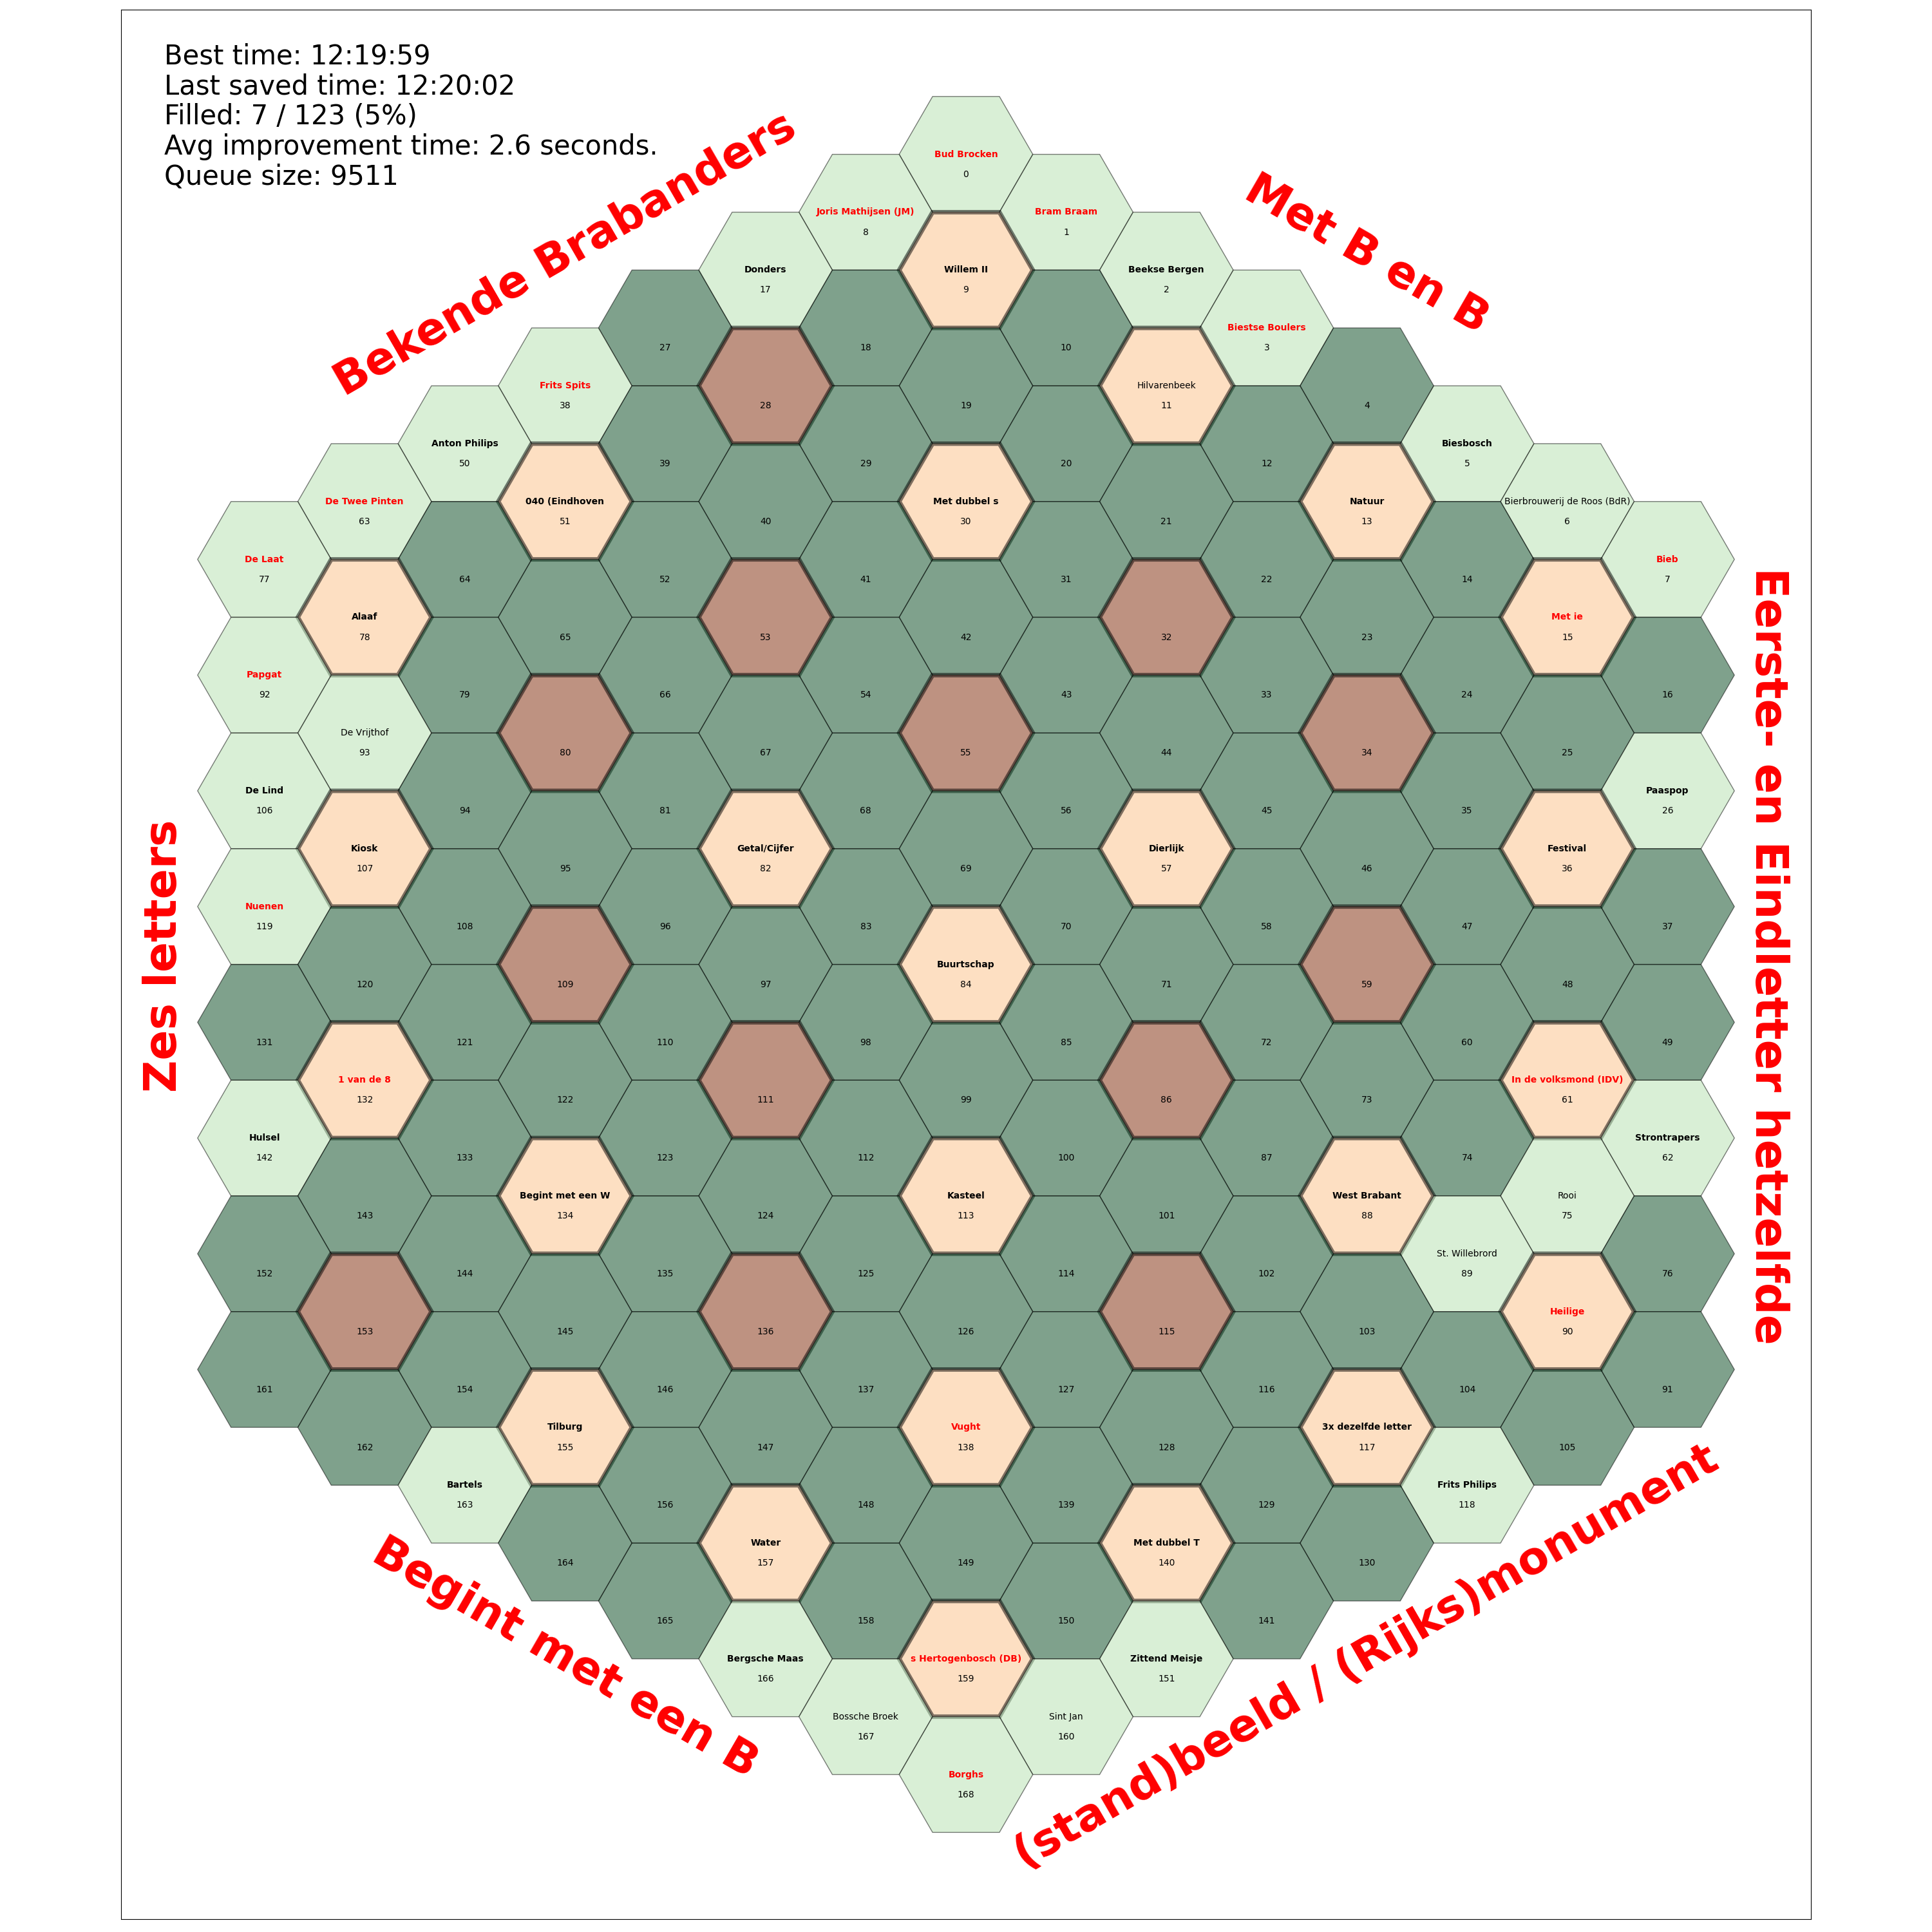 Best time: 12:19:59
Last saved time: 12:20:02
Filled: 7 / 123 (5%)
Avg improvement time: 2.6 seconds.
Queue size: 9511
Bekende Brabanders
Met B en B
Eerste- en Eindletter hetzelfde
(stand)beeld / (Rijks)monument
Begint met een B
Zes letters
Bud Brocken
0
Bram Braam
1
Beekse Bergen
2
Biestse Boulers
3
4
Biesbosch
5
Bierbrouwerij de Roos (BdR)
6
Bieb
7
Joris Mathijsen (JM)
8
Willem II
9
10
Hilvarenbeek
11
12
Natuur
13
14
Met ie
15
16
Donders
17
18
19
20
21
22
23
24
25
Paaspop
26
27
28
29
Met dubbel s
30
31
32
33
34
35
Festival
36
37
Frits Spits
38
39
40
41
42
43
44
45
46
47
48
49
Anton Philips
50
040 (Eindhoven
51
52
53
54
55
56
Dierlijk
57
58
59
60
In de volksmond (IDV)
61
Strontrapers
62
De Twee Pinten
63
64
65
66
67
68
69
70
71
72
73
74
Rooi
75
76
De Laat
77
Alaaf
78
79
80
81
Getal/Cijfer
82
83
Buurtschap
84
85
86
87
West Brabant
88
St. Willebrord
89
Heilige
90
91
Papgat
92
De Vrijthof
93
94
95
96
97
98
99
100
101
102
103
104
105
De Lind
106
Kiosk
107
108
109
110
111
112
Kasteel
113
114
115
116
3x dezelfde letter
117
Frits Philips
118
Nuenen
119
120
121
122
123
124
125
126
127
128
129
130
131
1 van de 8
132
133
Begint met een W
134
135
136
137
Vught
138
139
Met dubbel T
140
141
Hulsel
142
143
144
145
146
147
148
149
150
Zittend Meisje
151
152
153
154
Tilburg
155
156
Water
157
158
s Hertogenbosch (DB)
159
Sint Jan
160
161
162
Bartels
163
164
165
Bergsche Maas
166
Bossche Broek
167
Borghs
168